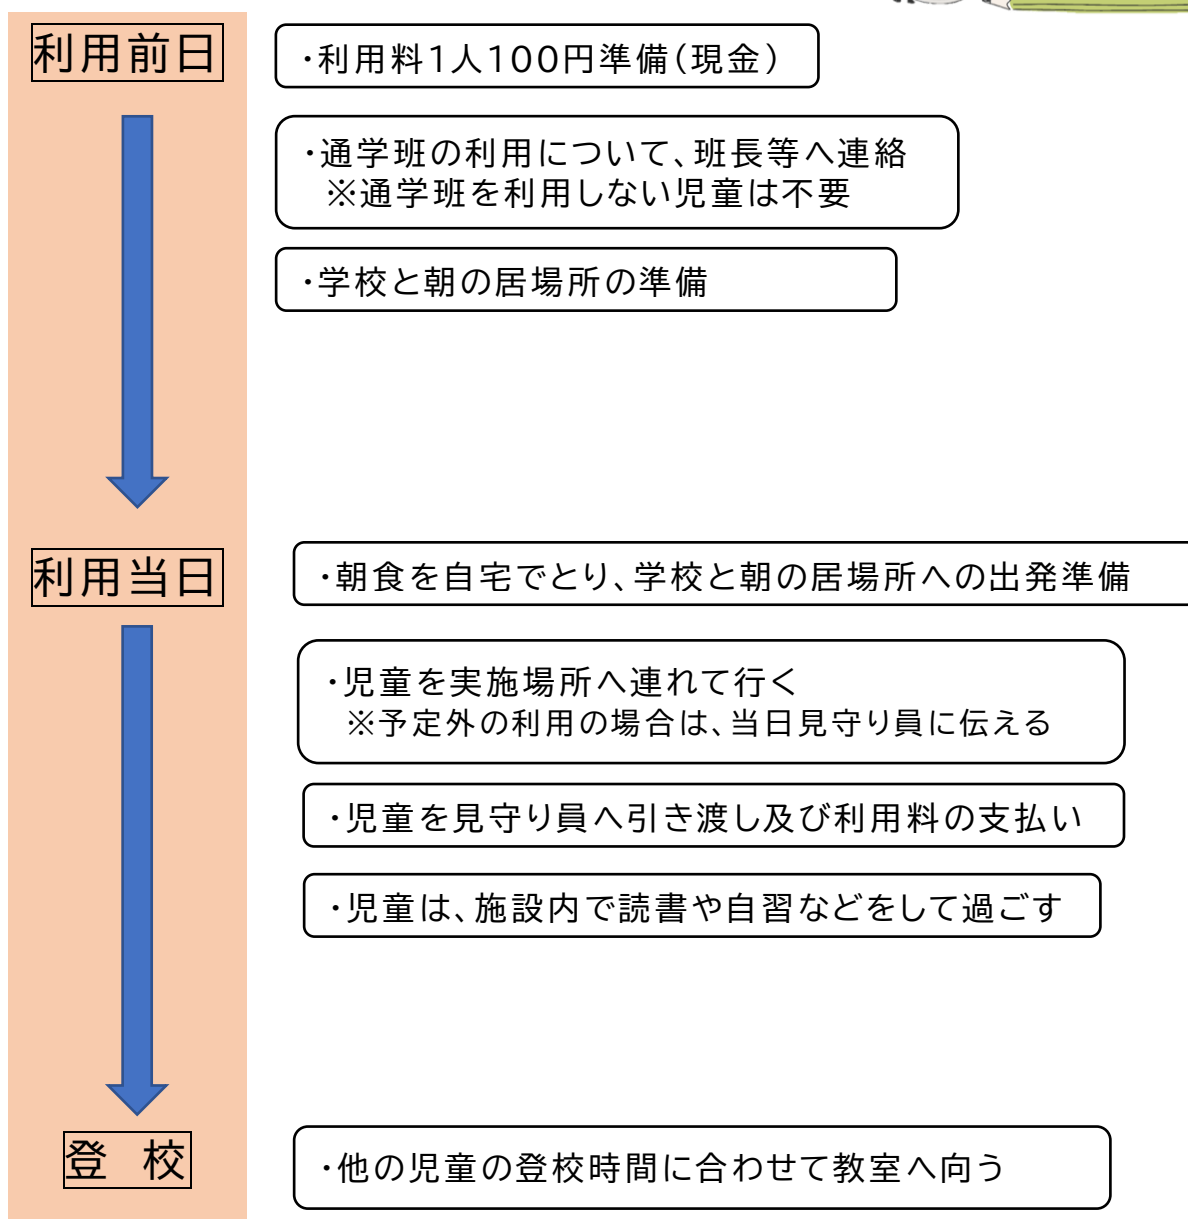 利用前日
・利用料1人100円準備(現金)
・通学班の利用について、班長等へ連絡
※通学班を利用しない児童は不要
・学校と朝の居場所の準備
利用当日
・朝食を自宅でとり、学校と朝の居場所への出発準備
・児童を実施場所へ連れて行く
※予定外の利用の場合は、当日見守り員に伝える
・児童を見守り員へ引き渡し及び利用料の支払い
・児童は、施設内で読書や自習などをして過ごす
登 校
・他の児童の登校時間に合わせて教室へ向う